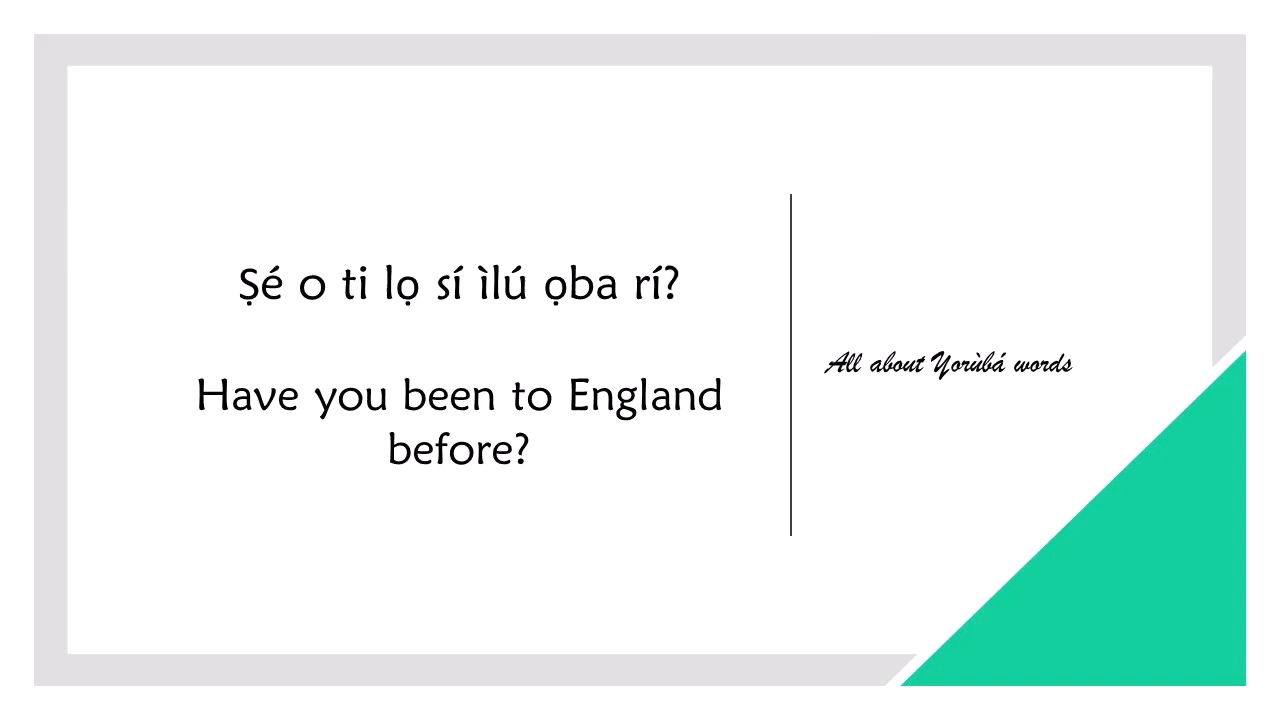 Ṣé o ti lọ sí ìlú ọba rí?
Have you been to England
before?
All about Yorùbá words